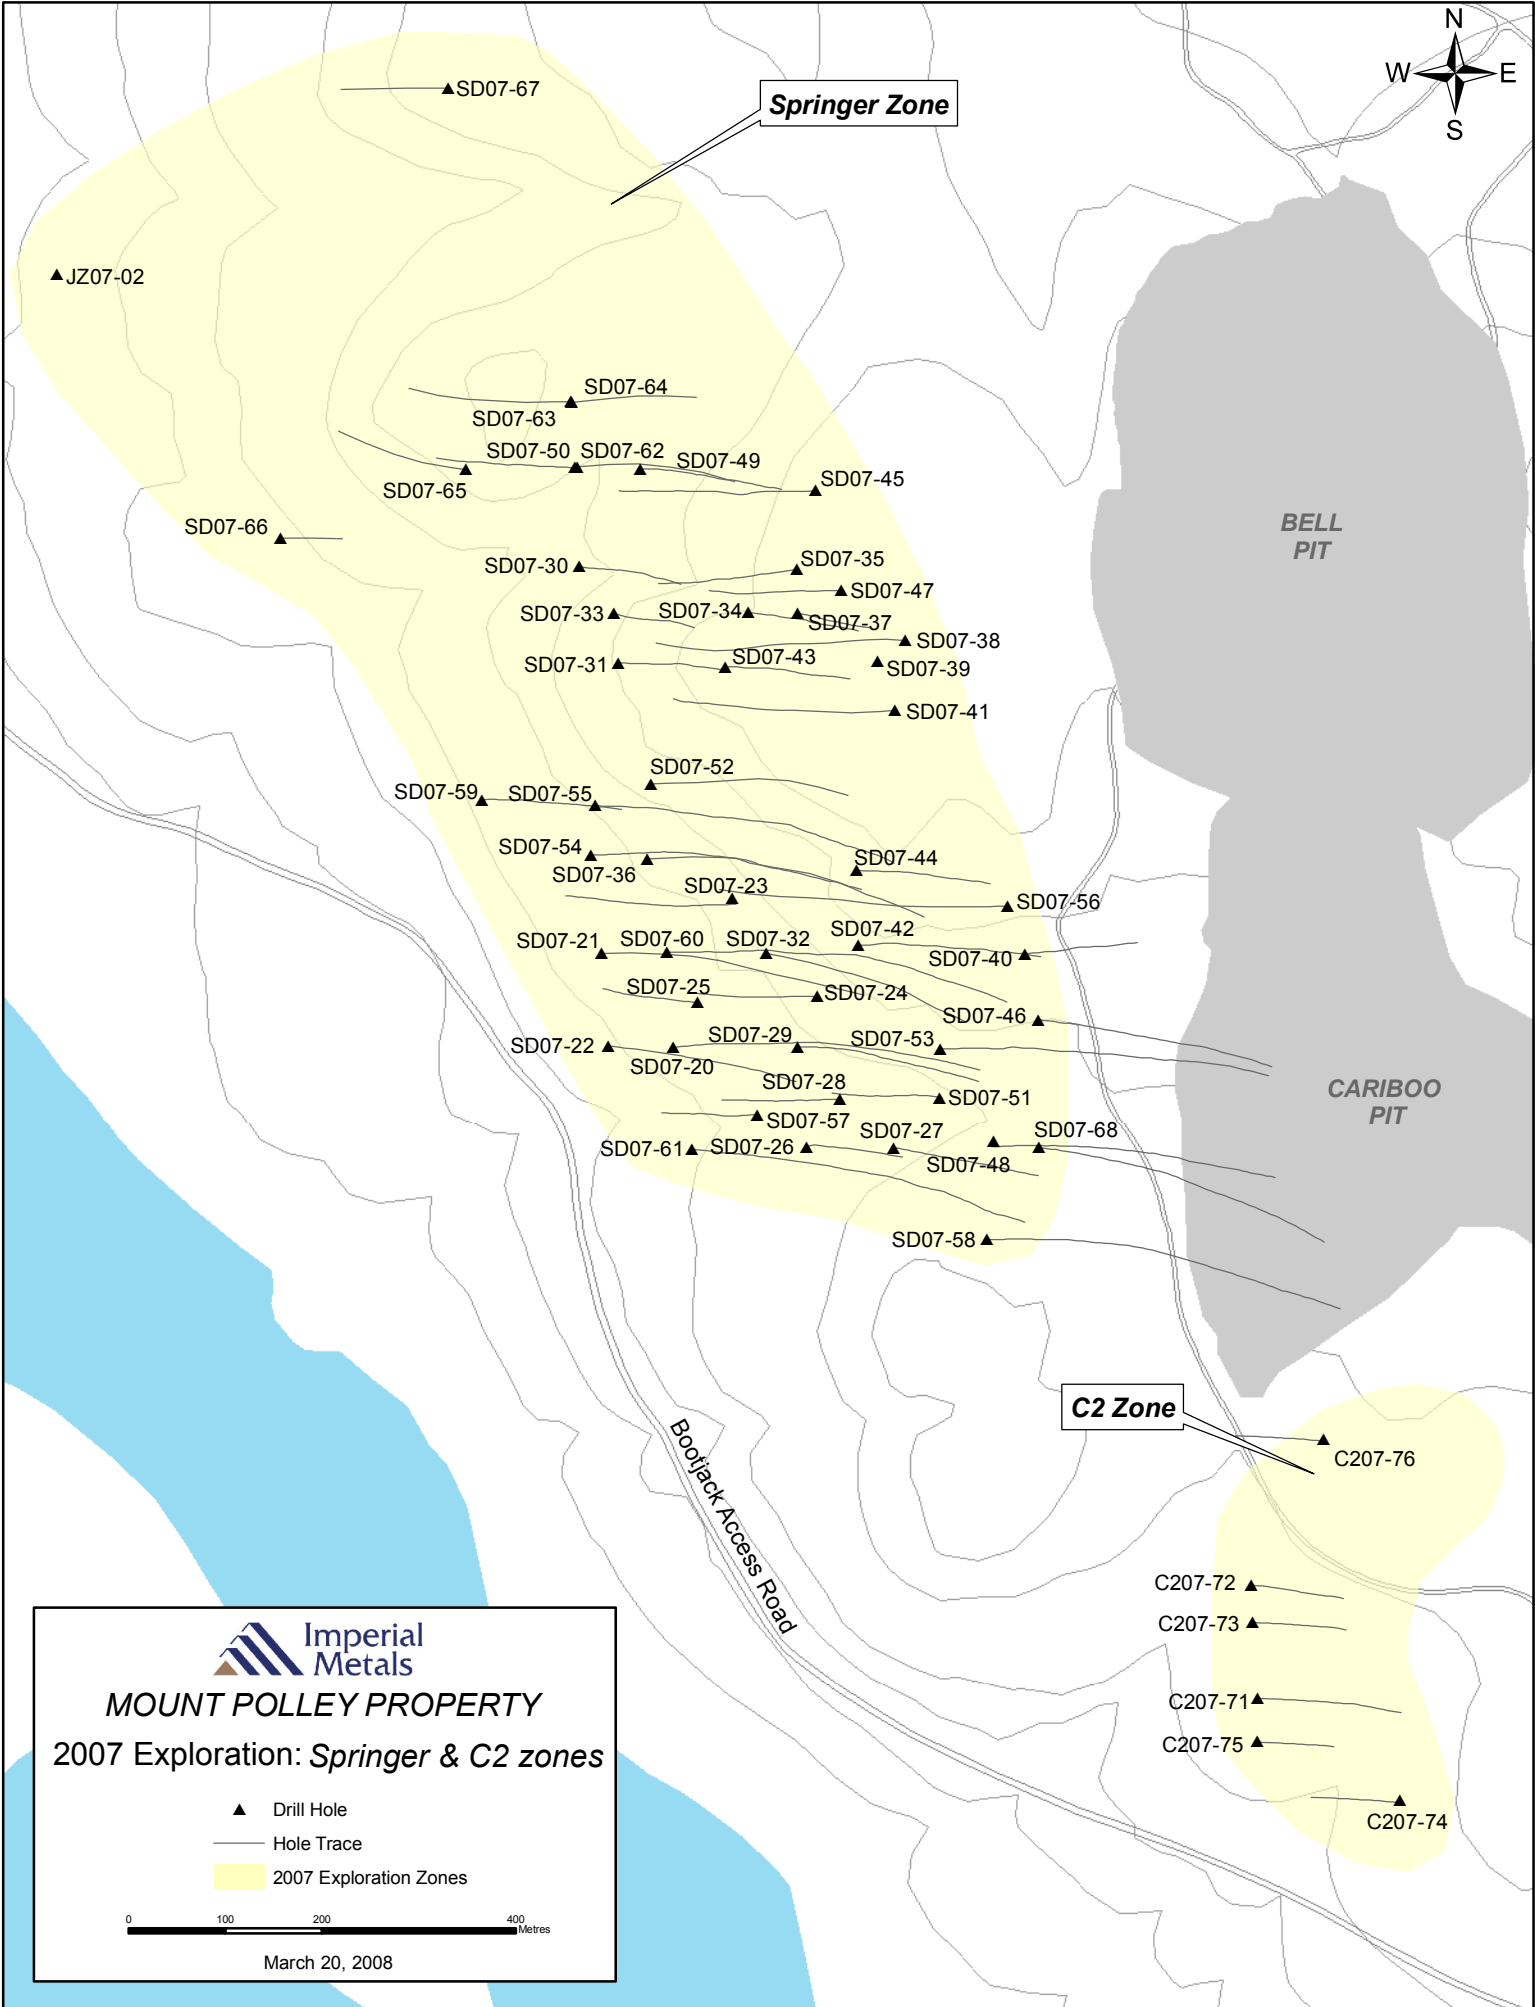 N
W
E
S
SD07-67
Springer Zone
JZ07-02
SD07-64
SD07-63
SD07-50
SD07-62
SD07-49
SD07-65
SD07-45
SD07-66
BELL
PIT
SD07-30
SD07-35
SD07-47
SD07-33
SD07-34
SD07-37
SD07-38
SD07-31
SD07-43
SD07-39
SD07-41
SD07-52
SD07-59
SD07-55
SD07-54
SD07-36
SD07-44
SD07-23
SD07-56
SD07-21
SD07-60
SD07-32
SD07-42
SD07-40
SD07-25
SD07-24
SD07-46
SD07-22
SD07-29
SD07-53
SD07-20
SD07-28
SD07-51
CARIBOO
PIT
SD07-57
SD07-61
SD07-26
SD07-27
SD07-68
SD07-48
SD07-58
C2 Zone
C207-76
Bootjack Access Road
C207-72
C207-73
C207-71
C207-75
C207-74
Imperial
Metals
MOUNT POLLEY PROPERTY
2007 Exploration: Springer & C2 zones
Drill Hole
Hole Trace
2007 Exploration Zones
0 100 200 400
Metres
March 20, 2008